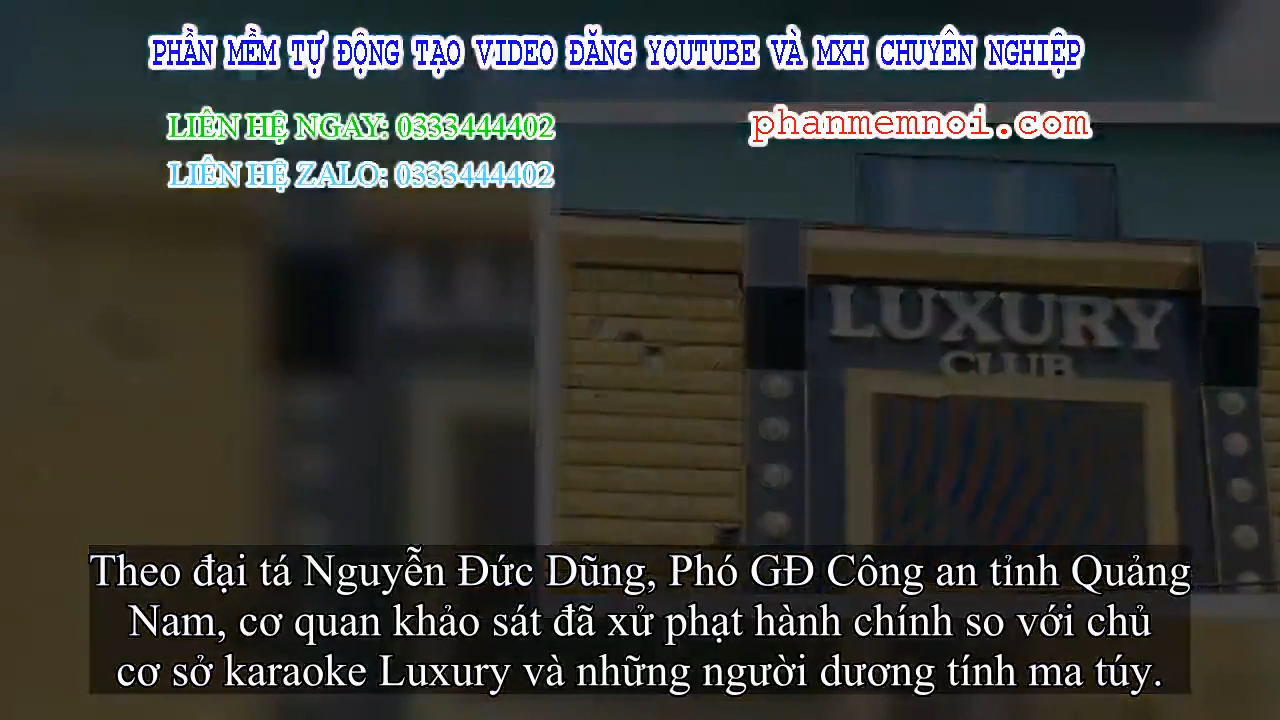 PHẦN MỀM TỰ ĐỘNG TẠO VIDEO ĐĂNG YOUTUBE VÀ MXH CHUYÊN NGHIỆP
LIÊN HỆ NGAY: 0333444402
phanmemnoi.com
LIÊN HỆ ZALO: 0333444402
LUXURY
CLUB
Theo đại tá Nguyễn Đức Dũng, Phó GĐ Công an tỉnh Quảng
Nam, cơ quan khảo sát đã xử phạt hành chính so với chủ
cơ sở karaoke Luxury và những người dương tính ma túy.